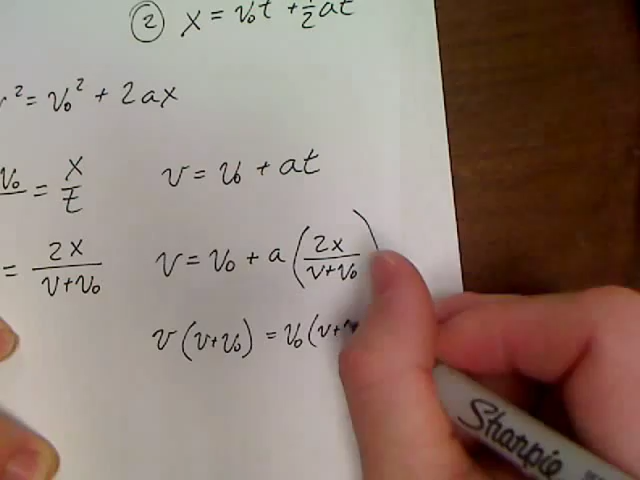 ② x = v₀t + ½at
v² = v₀² + 2ax
v₀ = x/t
v = v₀ + at
= 2x/(v+v₀)
v = v₀ + a(2x/(v+v₀))
v(v+v₀) = v₀(v+
Sharpie